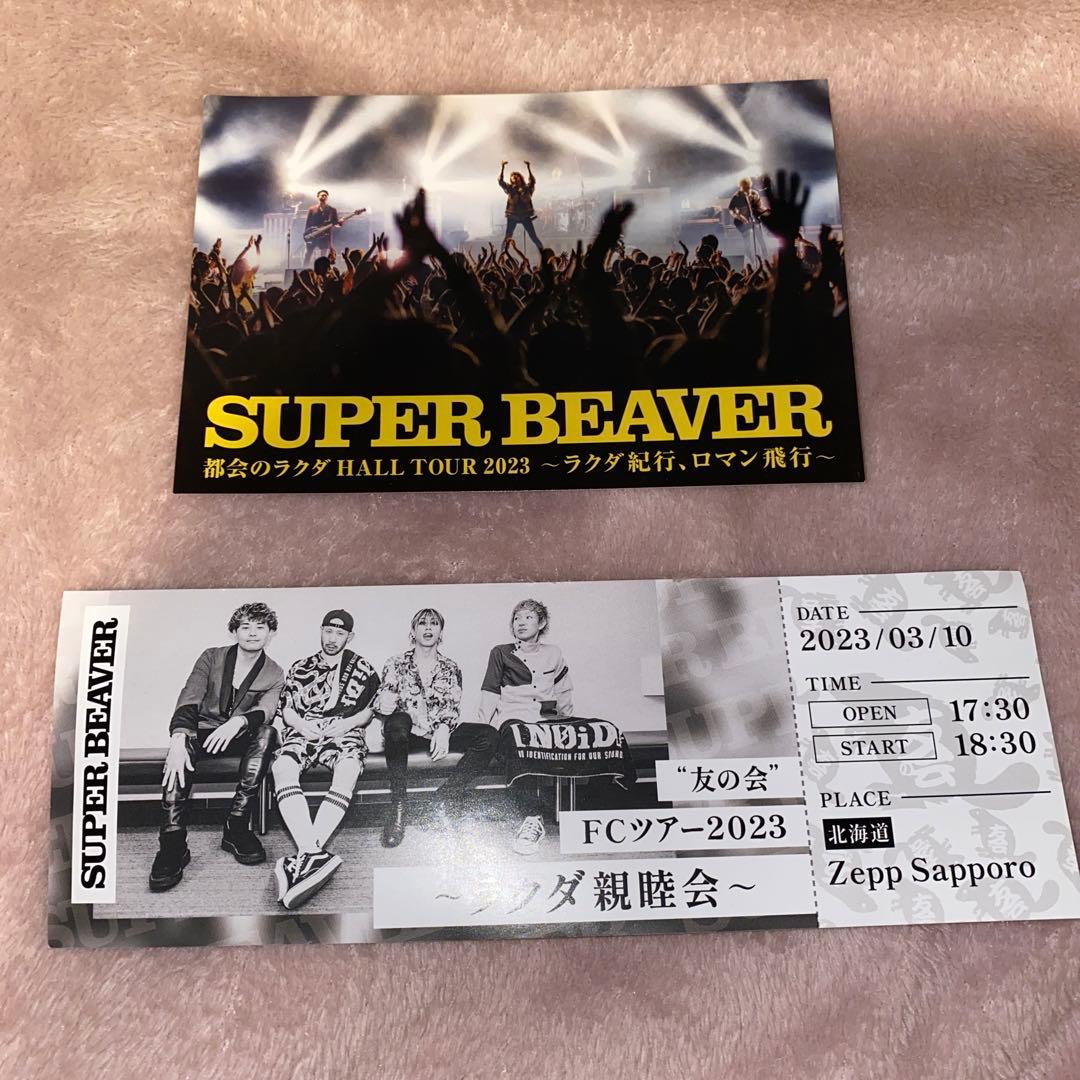 SUPER BEAVER
都会のラクダ HALL TOUR 2023 ～ラクダ紀行、ロマン飛行～
SUPER BEAVER
INOiD
NO IDENTIFICATION FOR OUR SOUND
“友の会”
FCツアー2023
～ラクダ親睦会～
DATE
2023/03/10
TIME
OPEN 17:30
START 18:30
PLACE
北海道
Zepp Sapporo